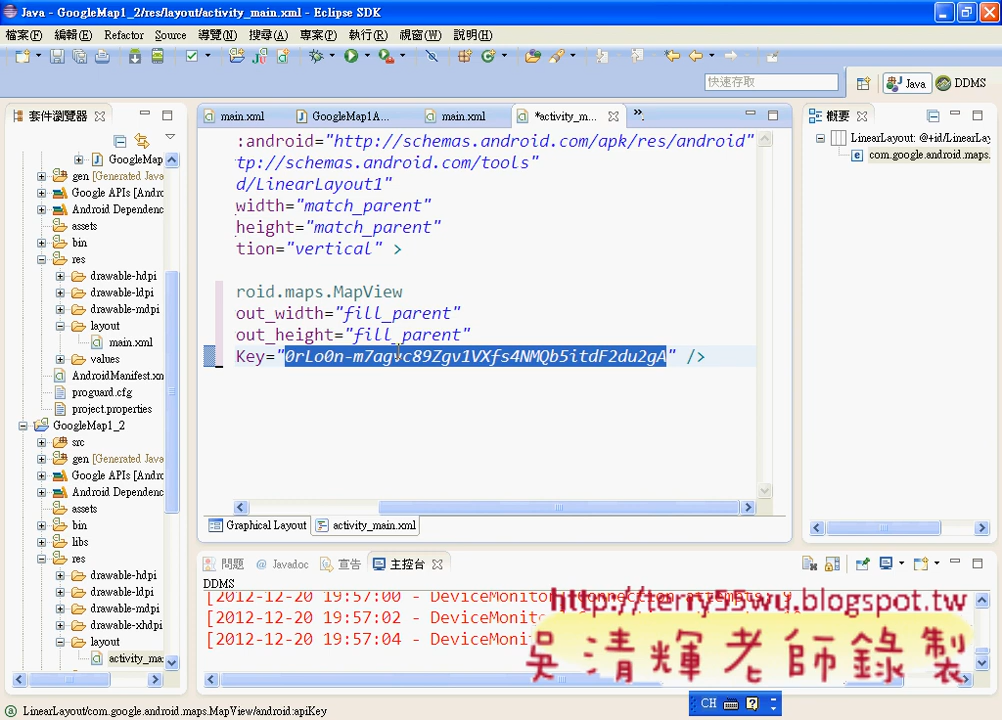 Java - GoogleMap1_2/res/layout/activity_main.xml - Eclipse SDK
檔案(F) 編輯(E) Refactor Source 導覽(N) 搜尋(A) 專案(P) 執行(R) 視窗(W) 說明(H)
快速存取 Java DDMS
套件瀏覽器
GoogleMap
gen [Generated Java
Google APIs [Andro
Android Dependenc
assets
bin
res
drawable-hdpi
drawable-ldpi
drawable-mdpi
layout
main.xml
values
AndroidManifest.xm
proguard.cfg
project.properties
GoogleMap1_2
src
gen [Generated Java
Google APIs [Andro
Android Dependenc
assets
bin
libs
res
drawable-hdpi
drawable-ldpi
drawable-mdpi
drawable-xhdpi
layout
activity_ma
main.xml GoogleMap1A... main.xml *activity_m...
:android="http://schemas.android.com/apk/res/android"
tp://schemas.android.com/tools"
d/LinearLayout1"
width="match_parent"
height="match_parent"
tion="vertical" >
roid.maps.MapView
out_width="fill_parent"
out_height="fill_parent"
" />
Graphical Layout activity_main.xml
概要
LinearLayout: @+id/LinearLay
com.google.android.maps.
問題 @ Javadoc 宣告 主控台
DDMS
[2012-12-20 19:57:00 - DeviceMonitor
[2012-12-20 19:57:02 - DeviceMonit
[2012-12-20 19:57:04 - DeviceMoni
http://terry55wu.blogspot.tw
吳清輝老師錄製
CH
LinearLayout/com.google.android.maps.MapView/android:apiKey